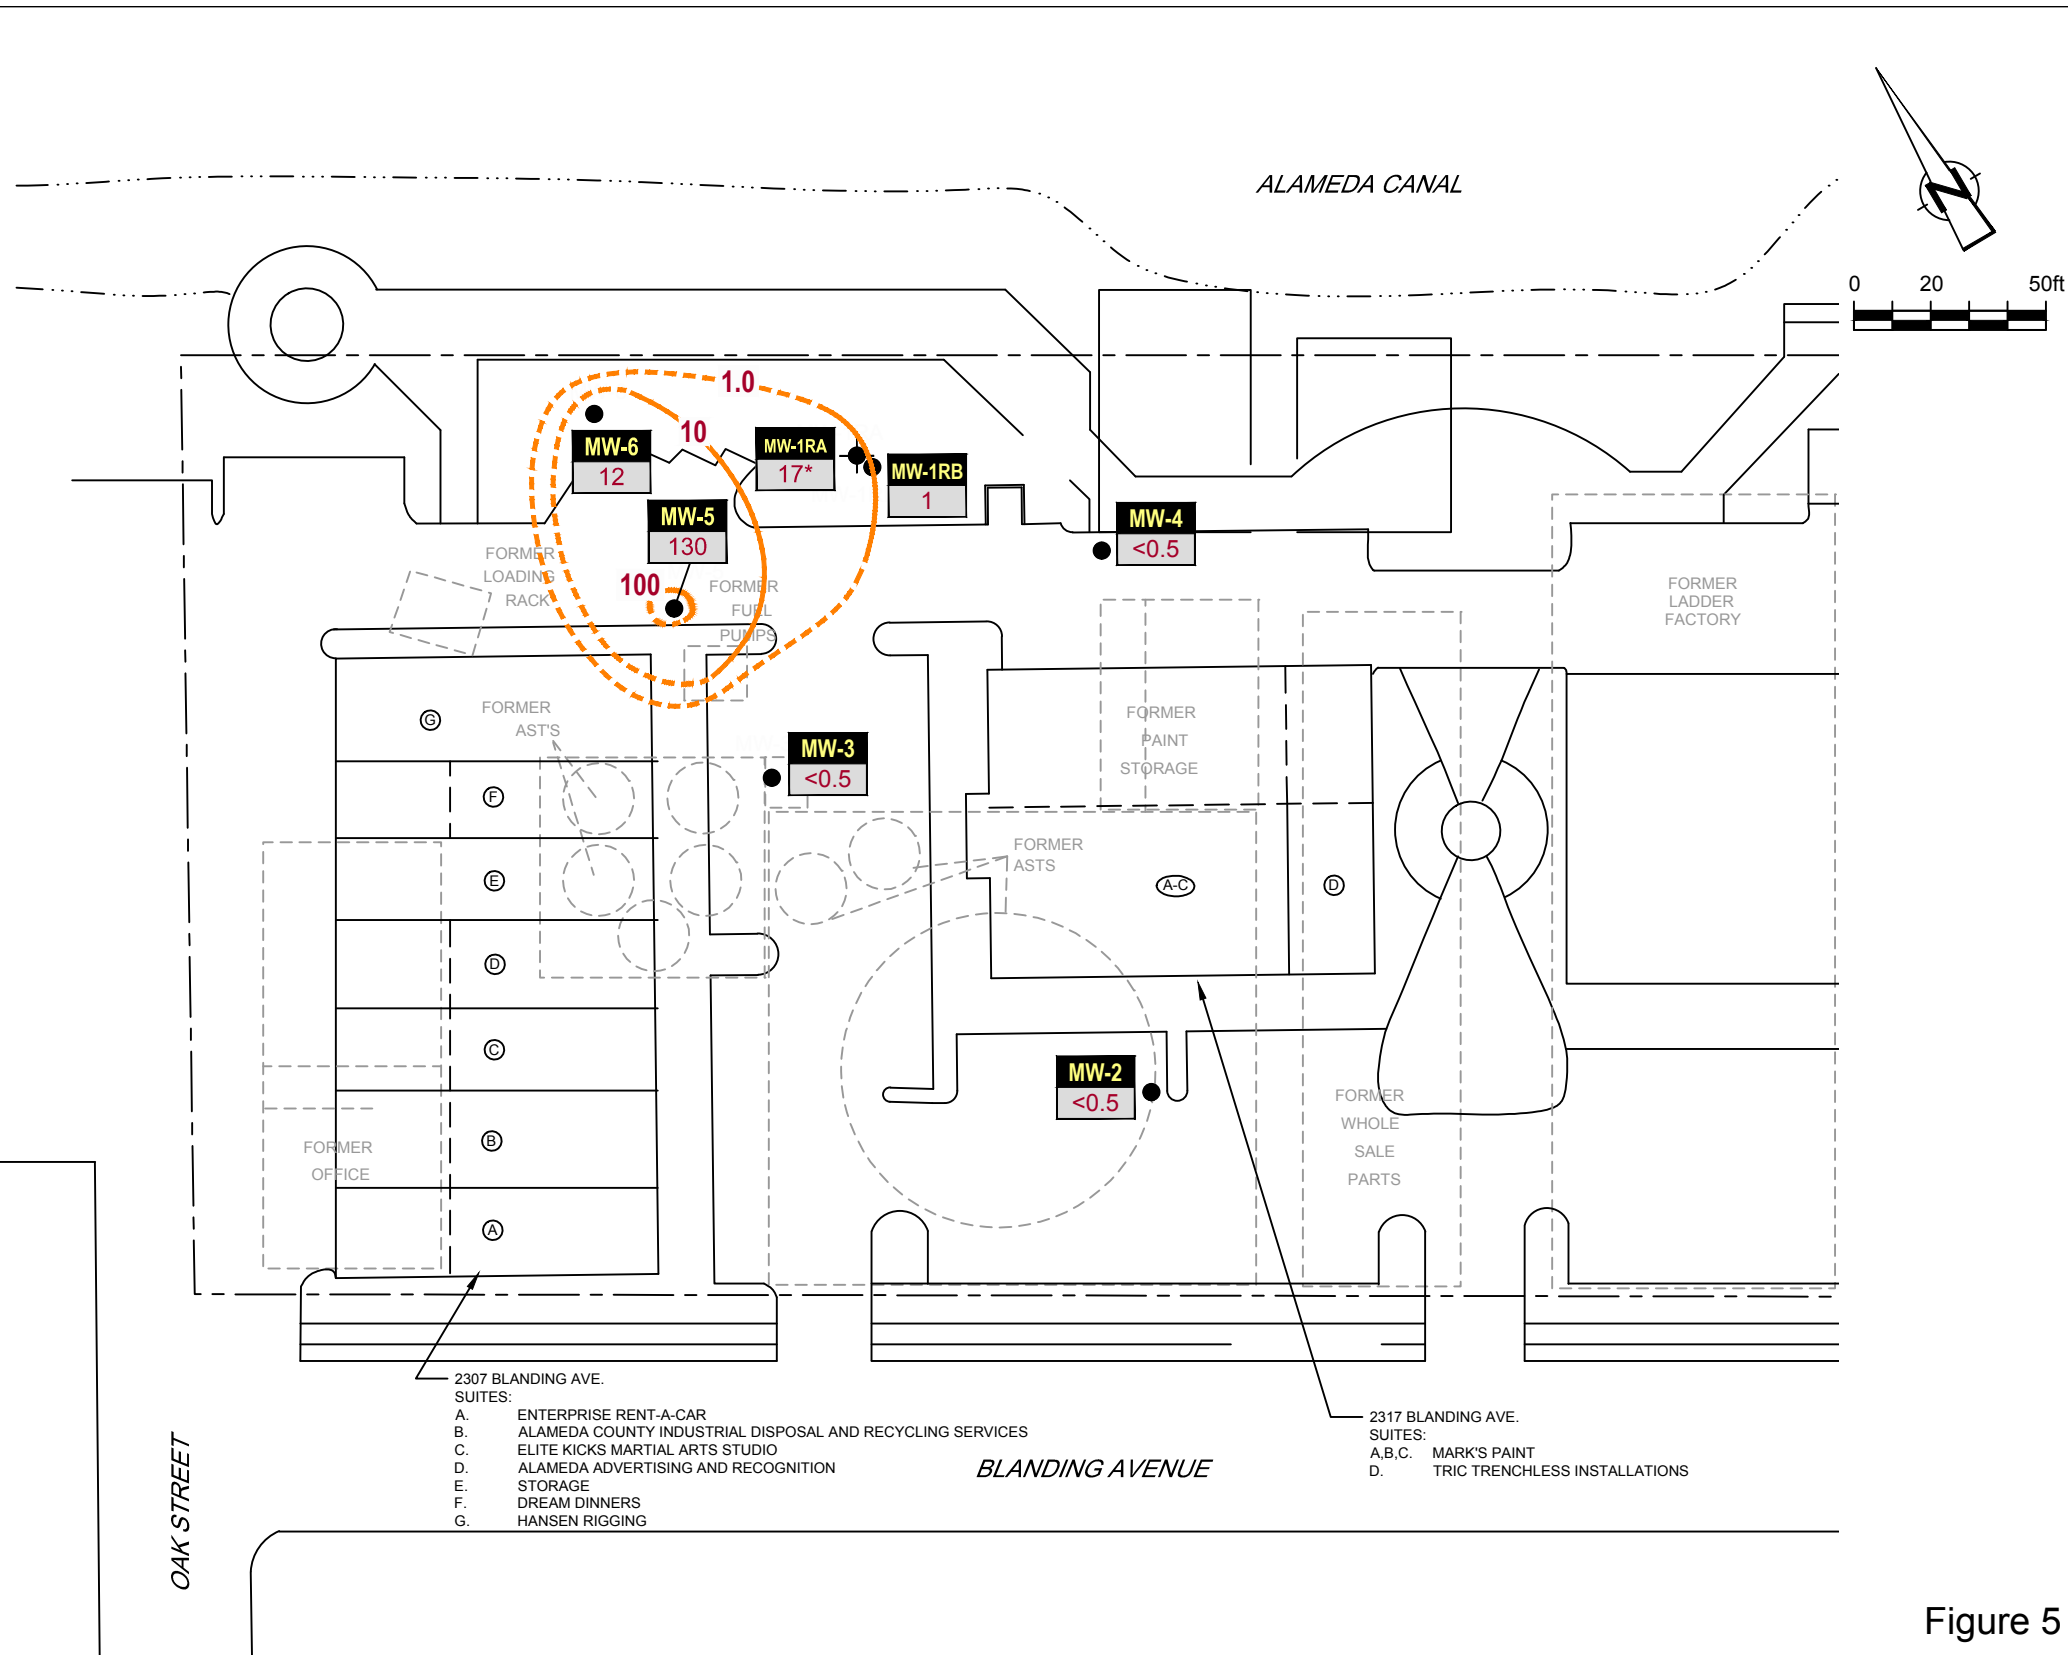 ALAMEDA CANAL
N
0 20 50ft
1.0
10
MW-6
12
MW-1RA
17*
MW-1RB
1
MW-5
130
100
MW-4
<0.5
FORMER
LOADING
RACK
FORMER
FUEL
PUMPS
FORMER
LADDER
FACTORY
G
FORMER
AST'S
MW-3
<0.5
FORMER
PAINT
STORAGE
F
E
FORMER
ASTS
A-C
D
D
C
MW-2
<0.5
FORMER
WHOLE
SALE
PARTS
B
FORMER
OFFICE
A
2307 BLANDING AVE.
SUITES:
A. ENTERPRISE RENT-A-CAR
B. ALAMEDA COUNTY INDUSTRIAL DISPOSAL AND RECYCLING SERVICES
C. ELITE KICKS MARTIAL ARTS STUDIO
D. ALAMEDA ADVERTISING AND RECOGNITION
E. STORAGE
F. DREAM DINNERS
G. HANSEN RIGGING
2317 BLANDING AVE.
SUITES:
A,B,C. MARK'S PAINT
D. TRIC TRENCHLESS INSTALLATIONS
BLANDING AVENUE
OAK STREET
Figure 5